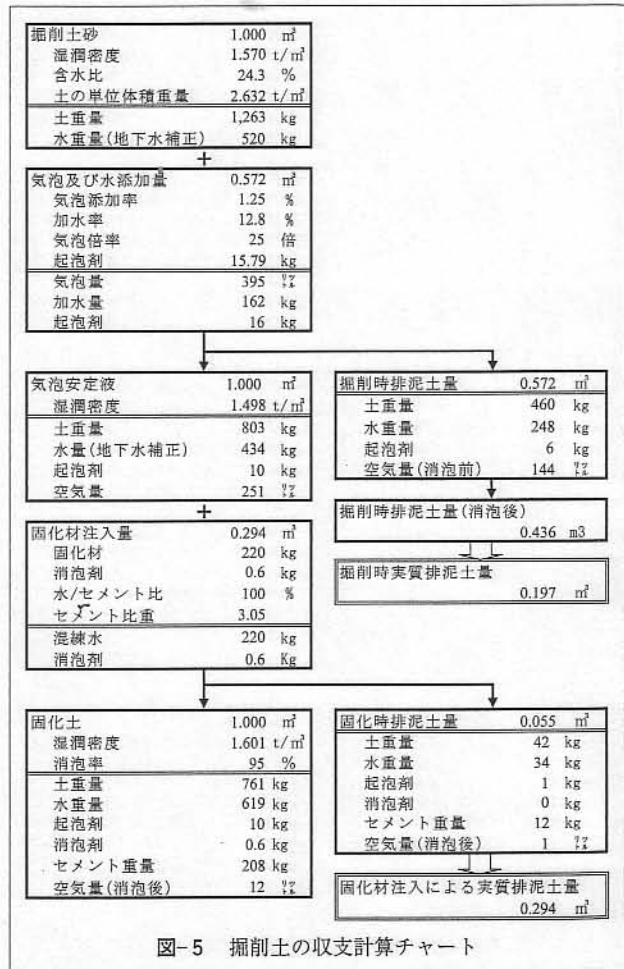 掘削土砂 1.000 m³
湿潤密度 1.570 t/m³
含水比 24.3 %
土の単位体積重量 2.632 t/m³
土重量 1,263 kg
水重量(地下水補正) 520 kg
+
気泡及び水添加量 0.572 m³
気泡添加率 1.25 %
加水率 12.8 %
気泡倍率 25 倍
起泡剤 15.79 kg
気泡量 395 リットル
加水量 162 kg
起泡剤 16 kg
気泡安定液 1.000 m³
湿潤密度 1.498 t/m³
土重量 803 kg
水量(地下水補正) 434 kg
起泡剤 10 kg
空気量 251 リットル
+
掘削時排泥土量 0.572 m³
土重量 460 kg
水重量 248 kg
起泡剤 6 kg
空気量(消泡前) 144 リットル
掘削時排泥土量(消泡後)
0.436 m3
掘削時実質排泥土量
0.197 m³
固化材注入量 0.294 m³
固化材 220 kg
消泡剤 0.6 kg
水/セメント比 100 %
セメント比重 3.05
混練水 220 kg
消泡剤 0.6 Kg
固化土 1.000 m³
湿潤密度 1.601 t/m³
消泡率 95 %
土重量 761 kg
水重量 619 kg
起泡剤 10 kg
消泡剤 0.6 kg
セメント重量 208 kg
空気量(消泡後) 12 リットル
固化時排泥土量 0.055 m³
土重量 42 kg
水重量 34 kg
起泡剤 1 kg
消泡剤 0 kg
セメント重量 12 kg
空気量(消泡後) 1 リットル
固化材注入による実質排泥土量
0.294 m³
図-5 掘削土の収支計算チャート